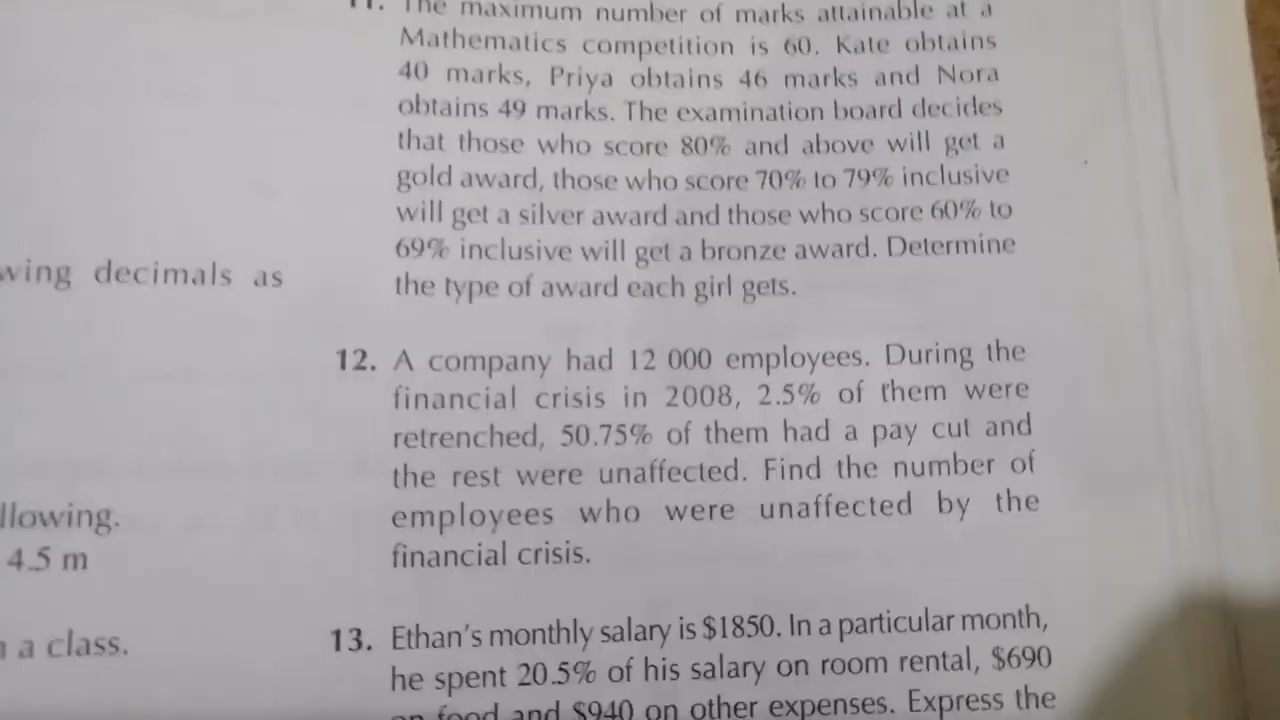 wing decimals as
llowing.
4.5 m
a class.
11. The maximum number of marks attainable at a
Mathematics competition is 60. Kate obtains
40 marks, Priya obtains 46 marks and Nora
obtains 49 marks. The examination board decides
that those who score 80% and above will get a
gold award, those who score 70% to 79% inclusive
will get a silver award and those who score 60% to
69% inclusive will get a bronze award. Determine
the type of award each girl gets.
12. A company had 12 000 employees. During the
financial crisis in 2008, 2.5% of them were
retrenched, 50.75% of them had a pay cut and
the rest were unaffected. Find the number of
employees who were unaffected by the
financial crisis.
13. Ethan's monthly salary is $1850. In a particular month,
he spent 20.5% of his salary on room rental, $690
on food and $940 on other expenses. Express the